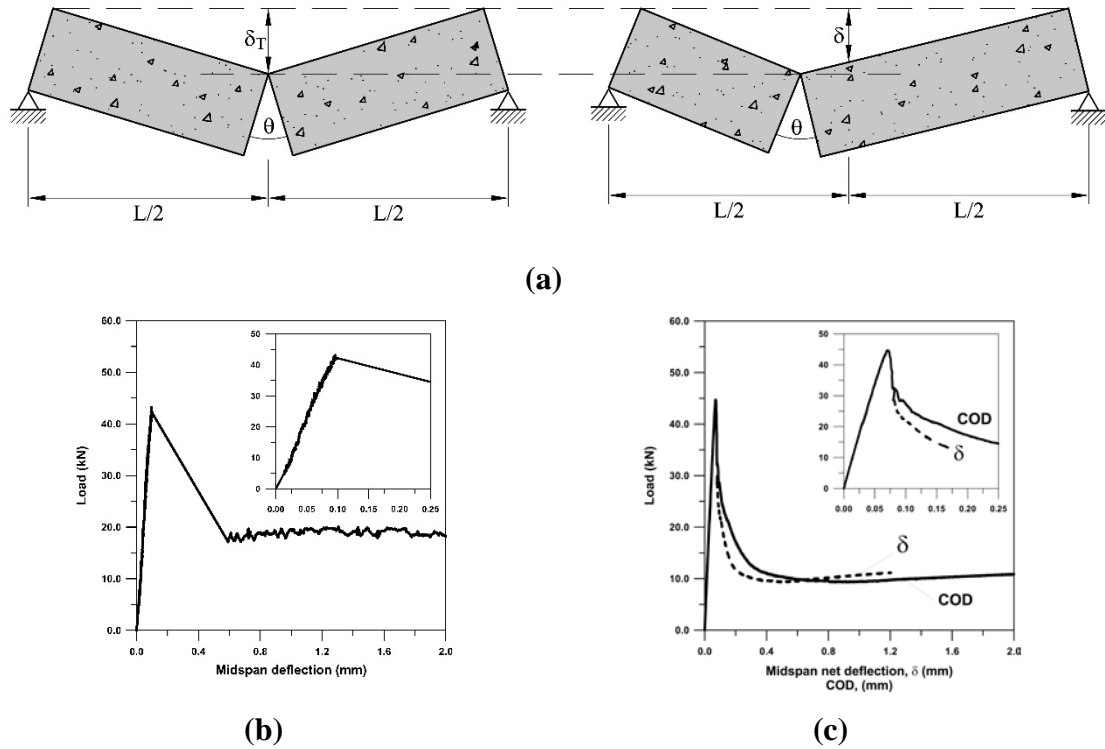 δT δ
θ θ
L/2 L/2 L/2 L/2
(a)
60.0
50.0
40.0
30.0
20.0
10.0
0.0
Load (kN)
50
40
30
20
10
0
0.00 0.05 0.10 0.15 0.20 0.25
0.0 0.4 0.8 1.2 1.6 2.0
Midspan deflection (mm)
(b)
60.0
50.0
40.0
30.0
20.0
10.0
0.0
Load (kN)
50
40
30
20
10
0
COD
δ
0.00 0.05 0.10 0.15 0.20 0.25
δ
COD
0.0 0.4 0.8 1.2 1.6 2.0
Midspan net deflection, δ (mm)
COD, (mm)
(c)